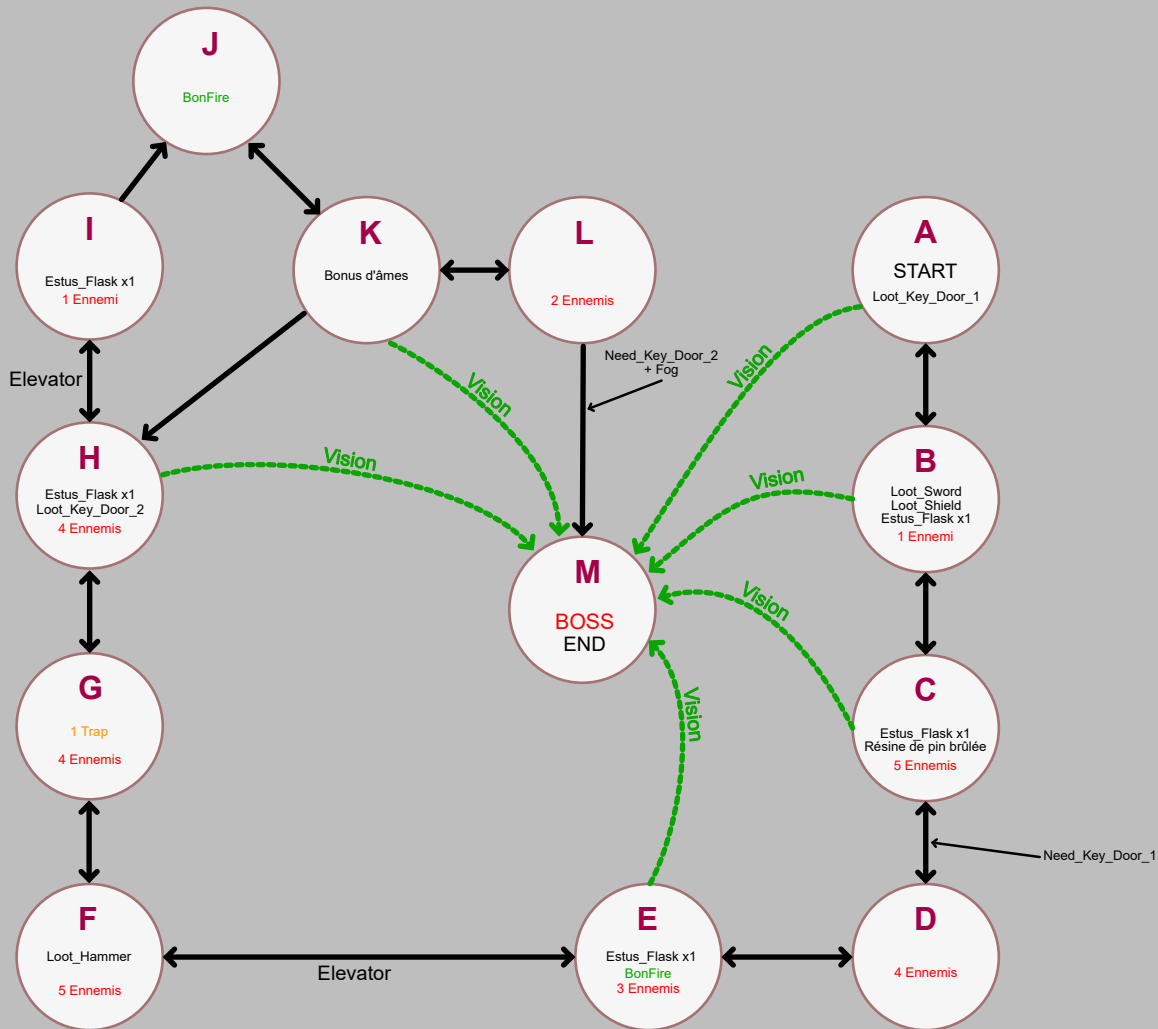 J
BonFire
I
Estus_Flask x1
1 Ennemi
K
Bonus d'âmes
L
2 Ennemis
A
START
Loot_Key_Door_1
Elevator
Need_Key_Door_2
+ Fog
Vision
Vision
H
Estus_Flask x1
Loot_Key_Door_2
4 Ennemis
Vision
Vision
B
Loot_Sword
Loot_Shield
Estus_Flask x1
1 Ennemi
M
BOSS
END
Vision
G
1 Trap
4 Ennemis
Vision
C
Estus_Flask x1
Résine de pin brûlée
5 Ennemis
Need_Key_Door_1
F
Loot_Hammer
5 Ennemis
Elevator
E
Estus_Flask x1
BonFire
3 Ennemis
D
4 Ennemis